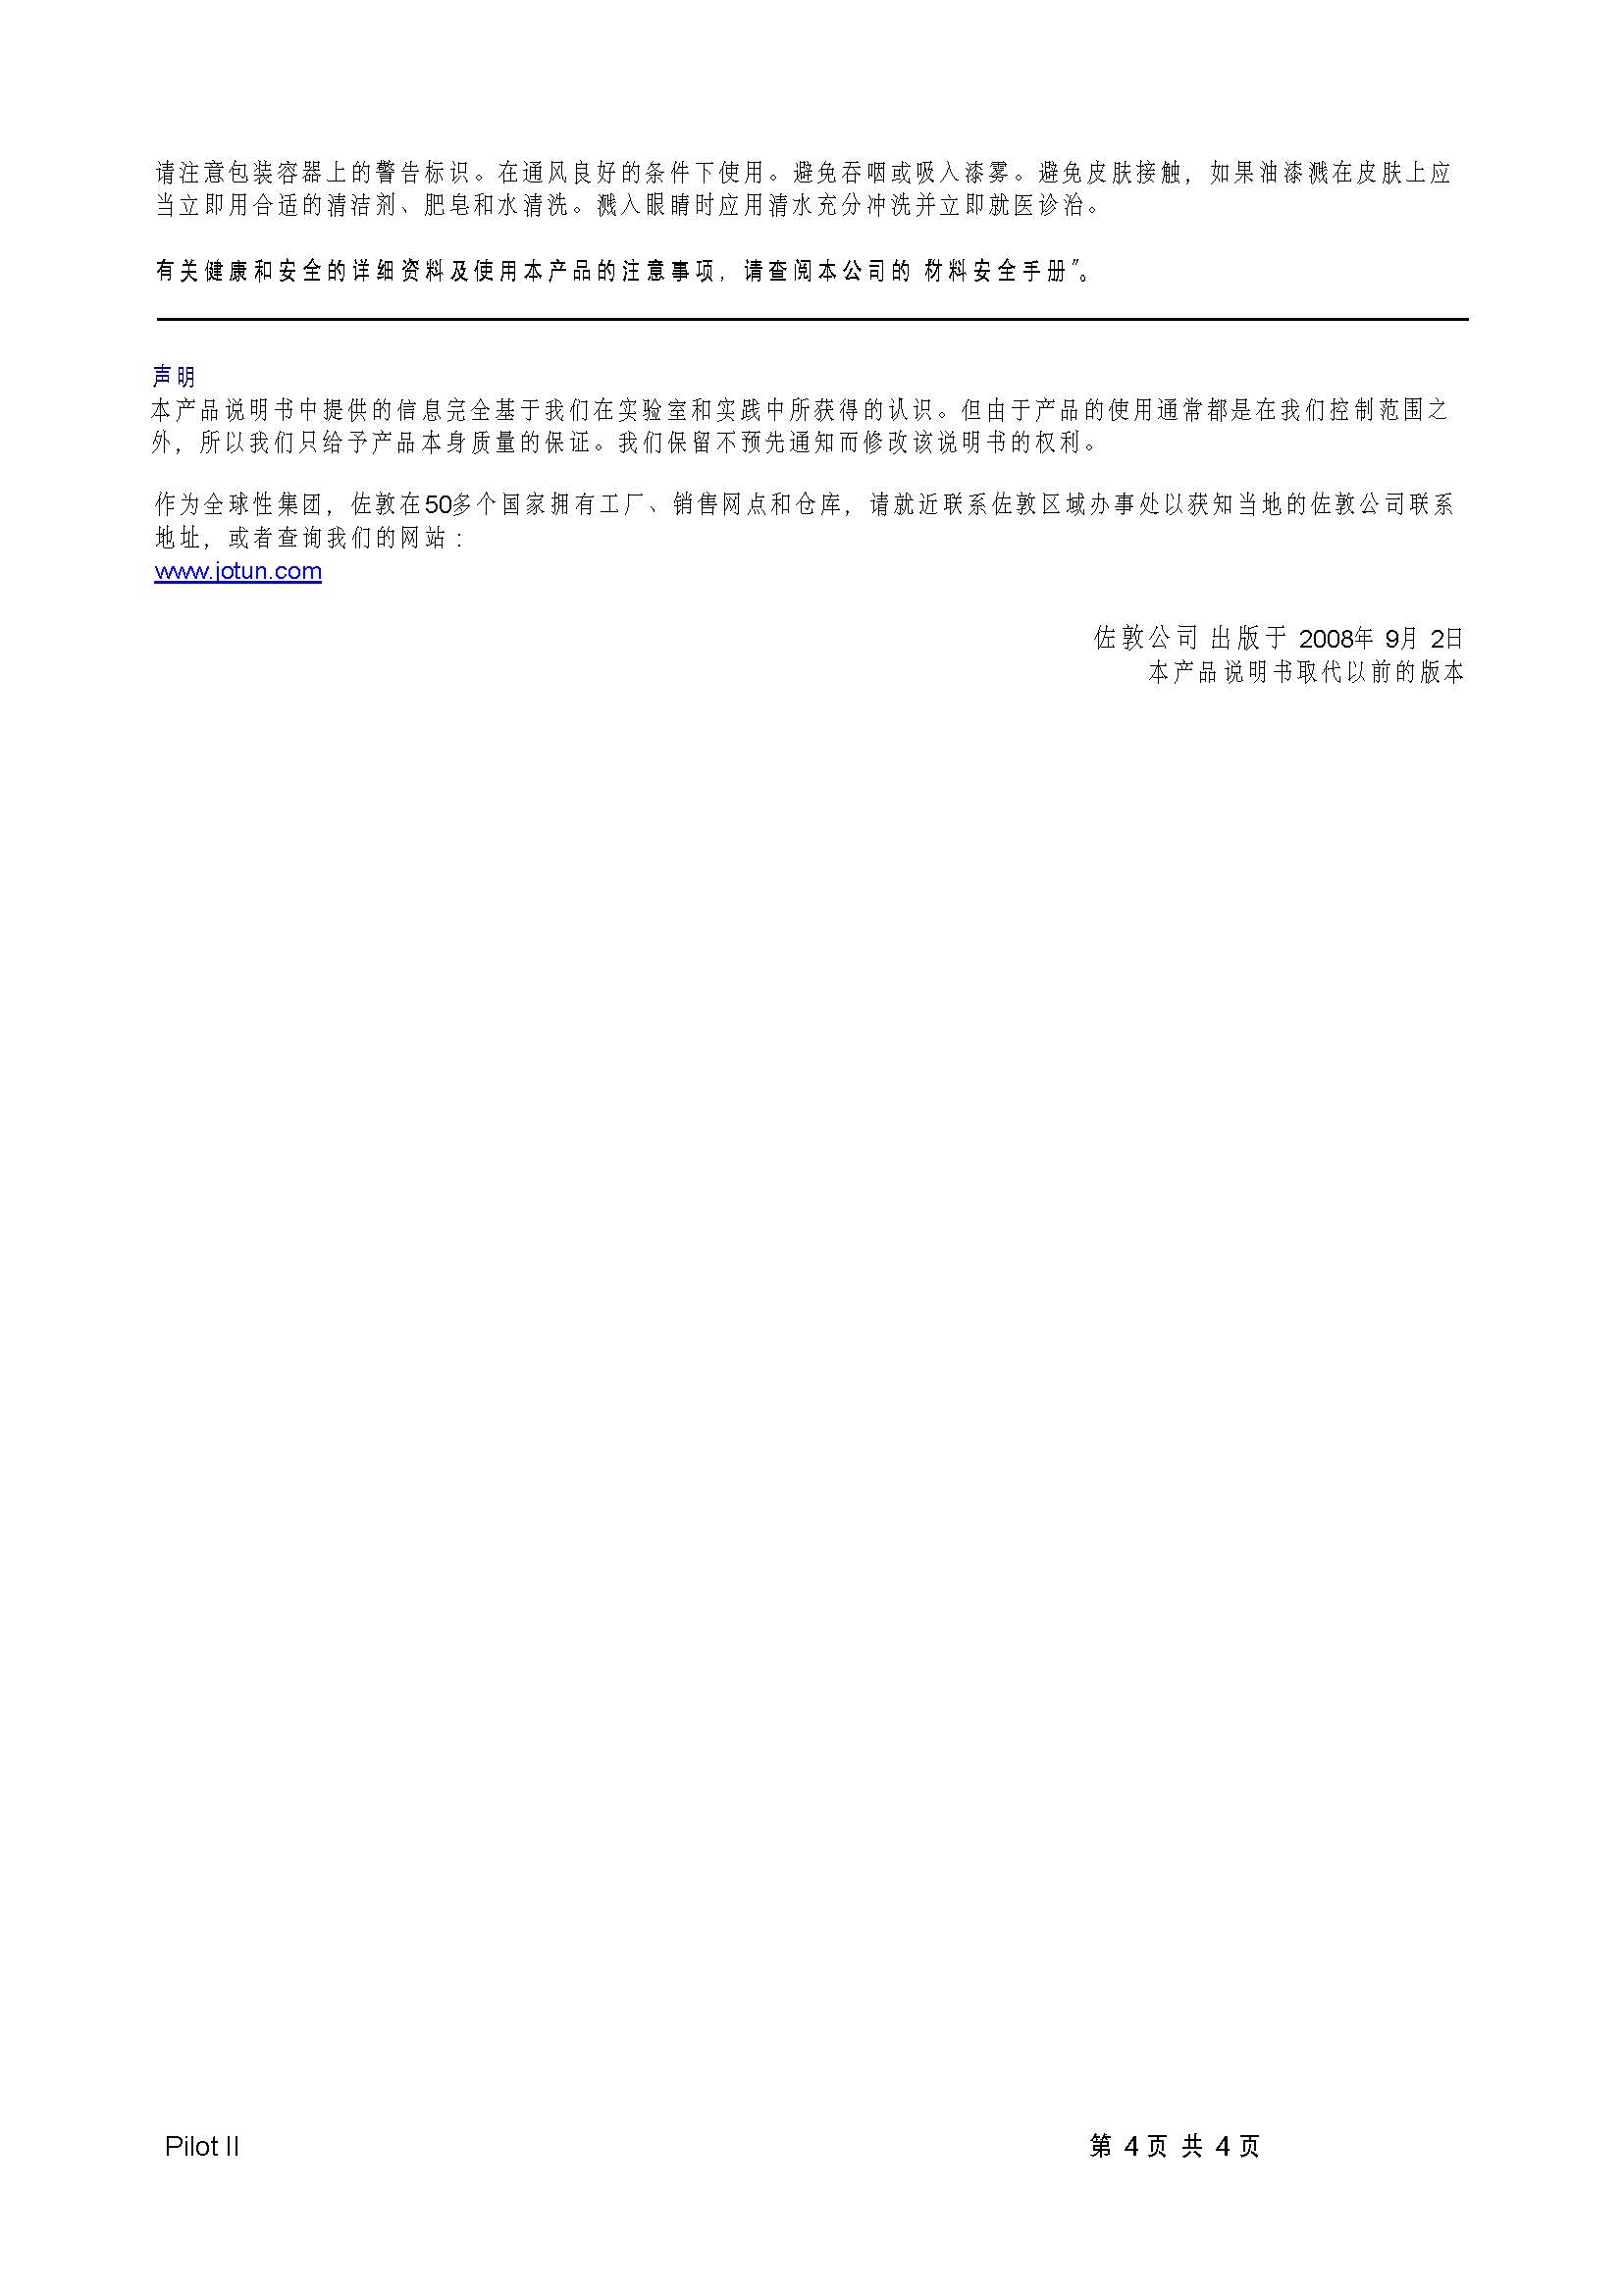 请注意包装容器上的警告标识。在通风良好的条件下使用。避免吞咽或吸入漆雾。避免皮肤接触，如果油漆溅在皮肤上应
当立即用合适的清洁剂、肥皂和水清洗。溅入眼睛时应用清水充分冲洗并立即就医诊治。
有关健康和安全的详细资料及使用本产品的注意事项，请查阅本公司的 材料安全手册”。
声明
本产品说明书中提供的信息完全基于我们在实验室和实践中所获得的认识。但由于产品的使用通常都是在我们控制范围之
外，所以我们只给予产品本身质量的保证。我们保留不预先通知而修改该说明书的权利。
作为全球性集团，佐敦在50多个国家拥有工厂、销售网点和仓库，请就近联系佐敦区域办事处以获知当地的佐敦公司联系
地址，或者查询我们的网站：
www.jotun.com
佐敦公司 出版于 2008年 9月 2日
本产品说明书取代以前的版本
Pilot II 第 4 页 共 4 页